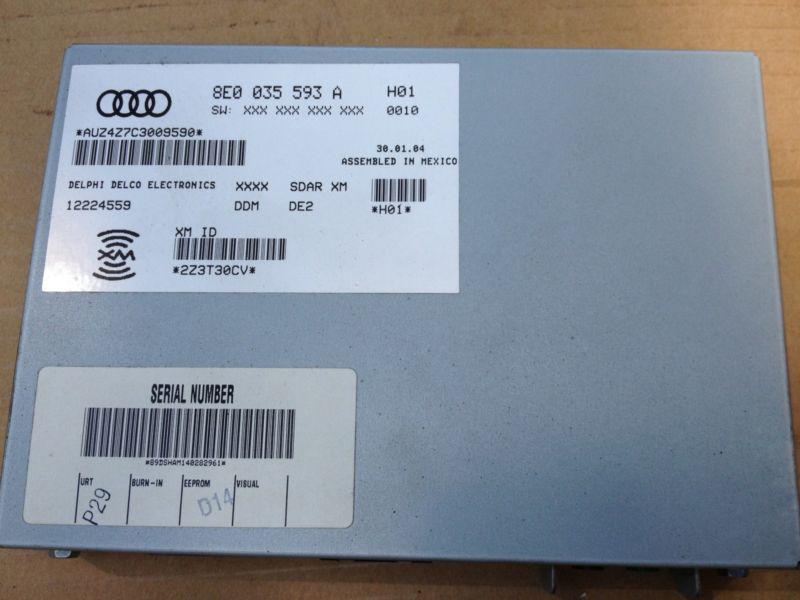 8E0 035 593 A H01
SW: XXX XXX XXX XXX 0010
*AUZ4Z7C3009590*
30.01.04
ASSEMBLED IN MEXICO
DELPHI DELCO ELECTRONICS XXXX SDAR XM
12224559 DDM DE2 *H01*
XM ID
XM
*2Z3T30CV*
SERIAL NUMBER
*89DSHAM140282961*
URT BURN-IN EEPROM VISUAL
P29 D14